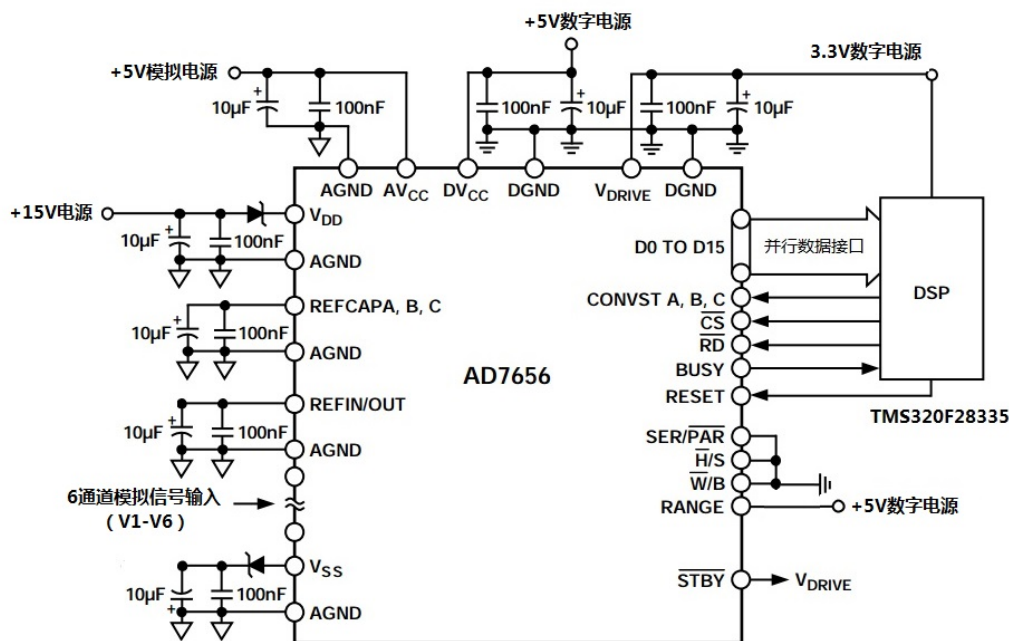 +5V数字电源
+5V模拟电源
3.3V数字电源
10µF
100nF
100nF
10µF
100nF
10µF
AGND
AVCC
DVCC
DGND
VDRIVE
DGND
+15V电源
10µF
100nF
VDD
AGND
D0 TO D15
并行数据接口
DSP
REFCAPA, B, C
10µF
100nF
AGND
CONVST A, B, C
CS
RD
BUSY
RESET
AD7656
TMS320F28335
REFIN/OUT
10µF
100nF
AGND
SER/PAR
H/S
W/B
RANGE
+5V数字电源
6通道模拟信号输入
（V1-V6）
VSS
10µF
100nF
AGND
STBY
VDRIVE